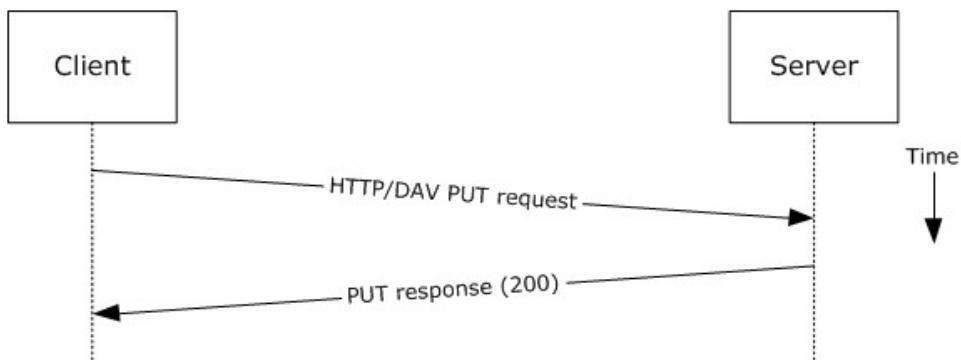 Client
Server
Time
HTTP/DAV PUT request
PUT response (200)